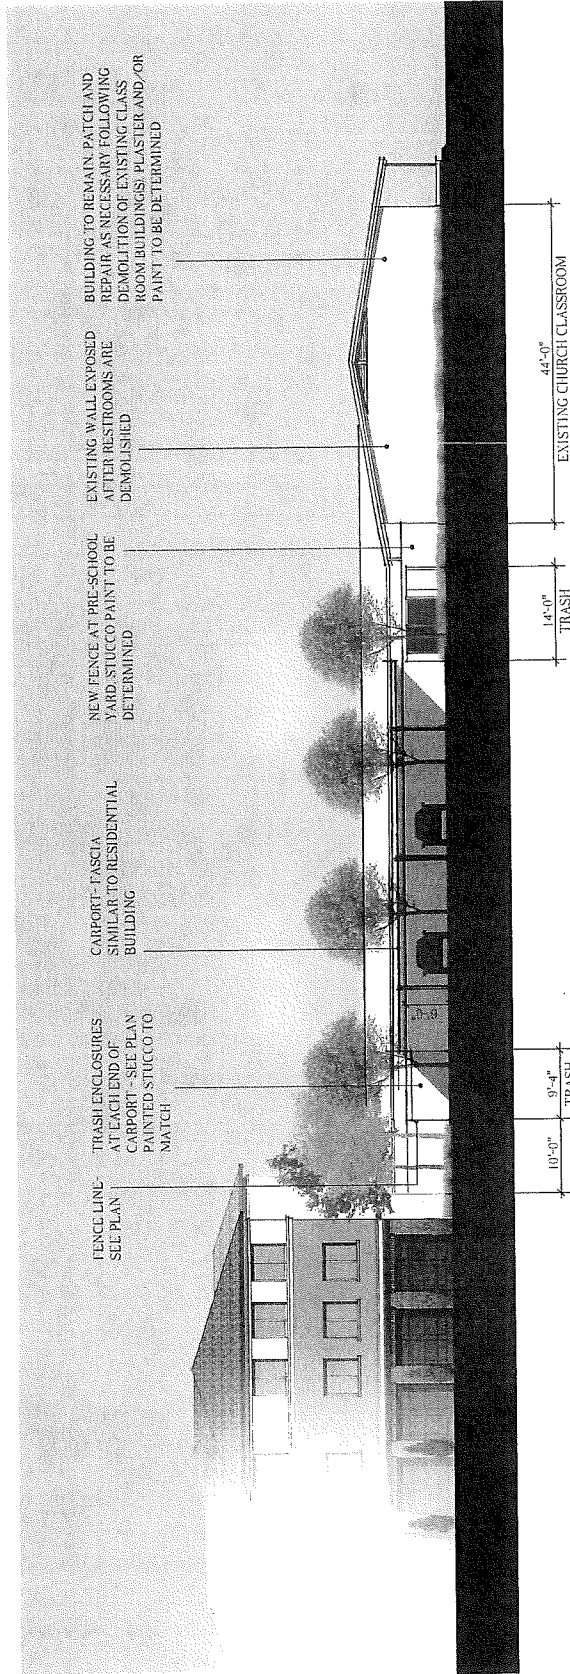 FENCE LINE-
SEE PLAN
TRASH ENCLOSURES
AT EACH END OF
CARPORT - SEE PLAN
PAINTED STUCCO TO
MATCH
CARPORT- FASCIA
SIMILAR TO RESIDENTIAL
BUILDING
NEW FENCE AT PRE-SCHOOL
YARD. STUCCO PAINT TO BE
DETERMINED
EXISTING WALL EXPOSED
AFTER RESTROOMS ARE
DEMOLISHED
BUILDING TO REMAIN. PATCH AND
REPAIR AS NECESSARY FOLLOWING
DEMOLITION OF EXISTING CLASS
ROOM BUILDING(S). PLASTER AND/OR
PAINT TO BE DETERMINED
10'-0"
9'-4"
TRASH
14'-0"
TRASH
44'-0"
EXISTING CHURCH CLASSROOM